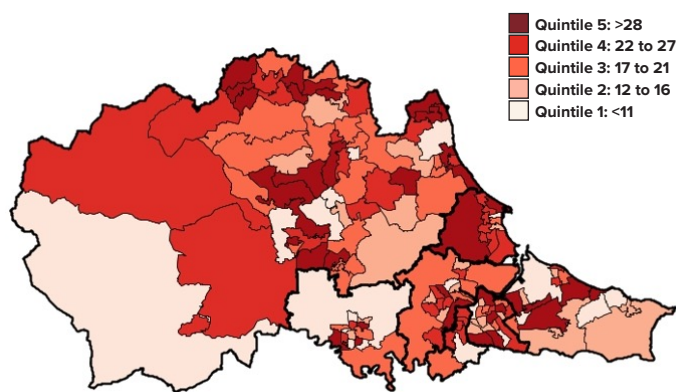 Quintile 5: >28
Quintile 4: 22 to 27
Quintile 3: 17 to 21
Quintile 2: 12 to 16
Quintile 1: <11